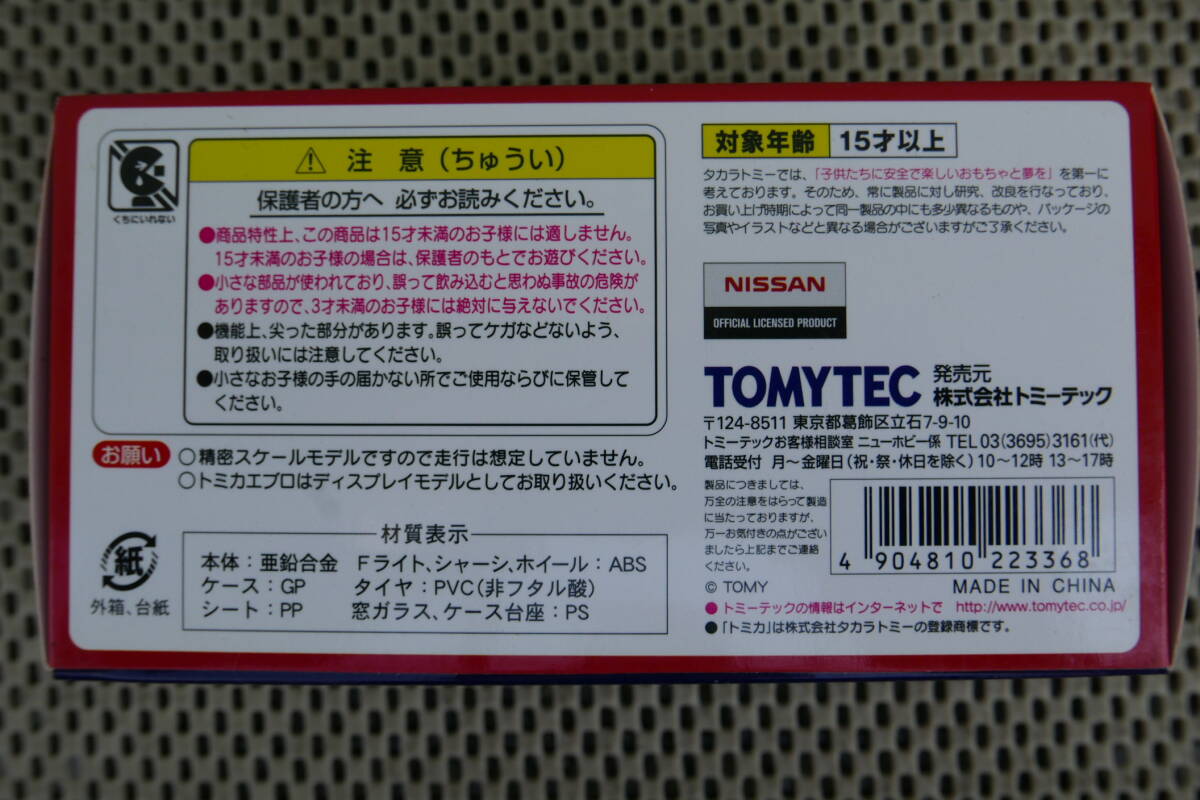 くちにいれない
⚠ 注意（ちゅうい）
保護者の方へ 必ずお読みください。
●商品特性上、この商品は15才未満のお子様には適しません。
15才未満のお子様の場合は、保護者のもとでお遊びください。
●小さな部品が使われており、誤って飲み込むと思わぬ事故の危険が
ありますので、3才未満のお子様には絶対に与えないでください。
●機能上、尖った部分があります。誤ってケガなどないよう、
取り扱いには注意してください。
●小さなお子様の手の届かない所でご使用ならびに保管して
ください。
お願い
○精密スケールモデルですので走行は想定していません。
○トミカエブロはディスプレイモデルとしてお取り扱いください。
紙
外箱、台紙
材質表示
本体：亜鉛合金 Fライト、シャーシ、ホイール：ABS
ケース：GP タイヤ：PVC（非フタル酸）
シート：PP 窓ガラス、ケース台座：PS
対象年齢 15才以上
タカラトミーでは、「子供たちに安全で楽しいおもちゃと夢を」を第一に
考えております。そのため、常に製品に対し研究、改良を行なっており、
お買い上げ時期によって同一製品の中にも多少異なるものや、パッケージの
写真やイラストなどと異なる場合がございますがご了承ください。
NISSAN
OFFICIAL LICENSED PRODUCT
TOMYTEC 発売元
株式会社トミーテック
〒124-8511 東京都葛飾区立石7-9-10
トミーテックお客様相談室 ニューホビー係 TEL 03(3695)3161(代)
電話受付 月〜金曜日（祝・祭・休日を除く）10〜12時 13〜17時
製品につきましては、
万全の注意をはらって製造
に当たっておりますが、
万一お気付きの点がござい
ましたら上記までご連絡
ください。
4 904810 223368
© TOMY
MADE IN CHINA
●トミーテックの情報はインターネットで http://www.tomytec.co.jp/
●「トミカ」は株式会社タカラトミーの登録商標です。